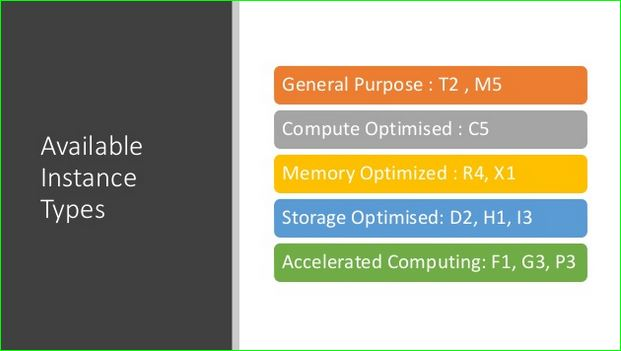 Available
Instance
Types
General Purpose : T2 , M5
Compute Optimised : C5
Memory Optimized : R4, X1
Storage Optimised: D2, H1, I3
Accelerated Computing: F1, G3, P3